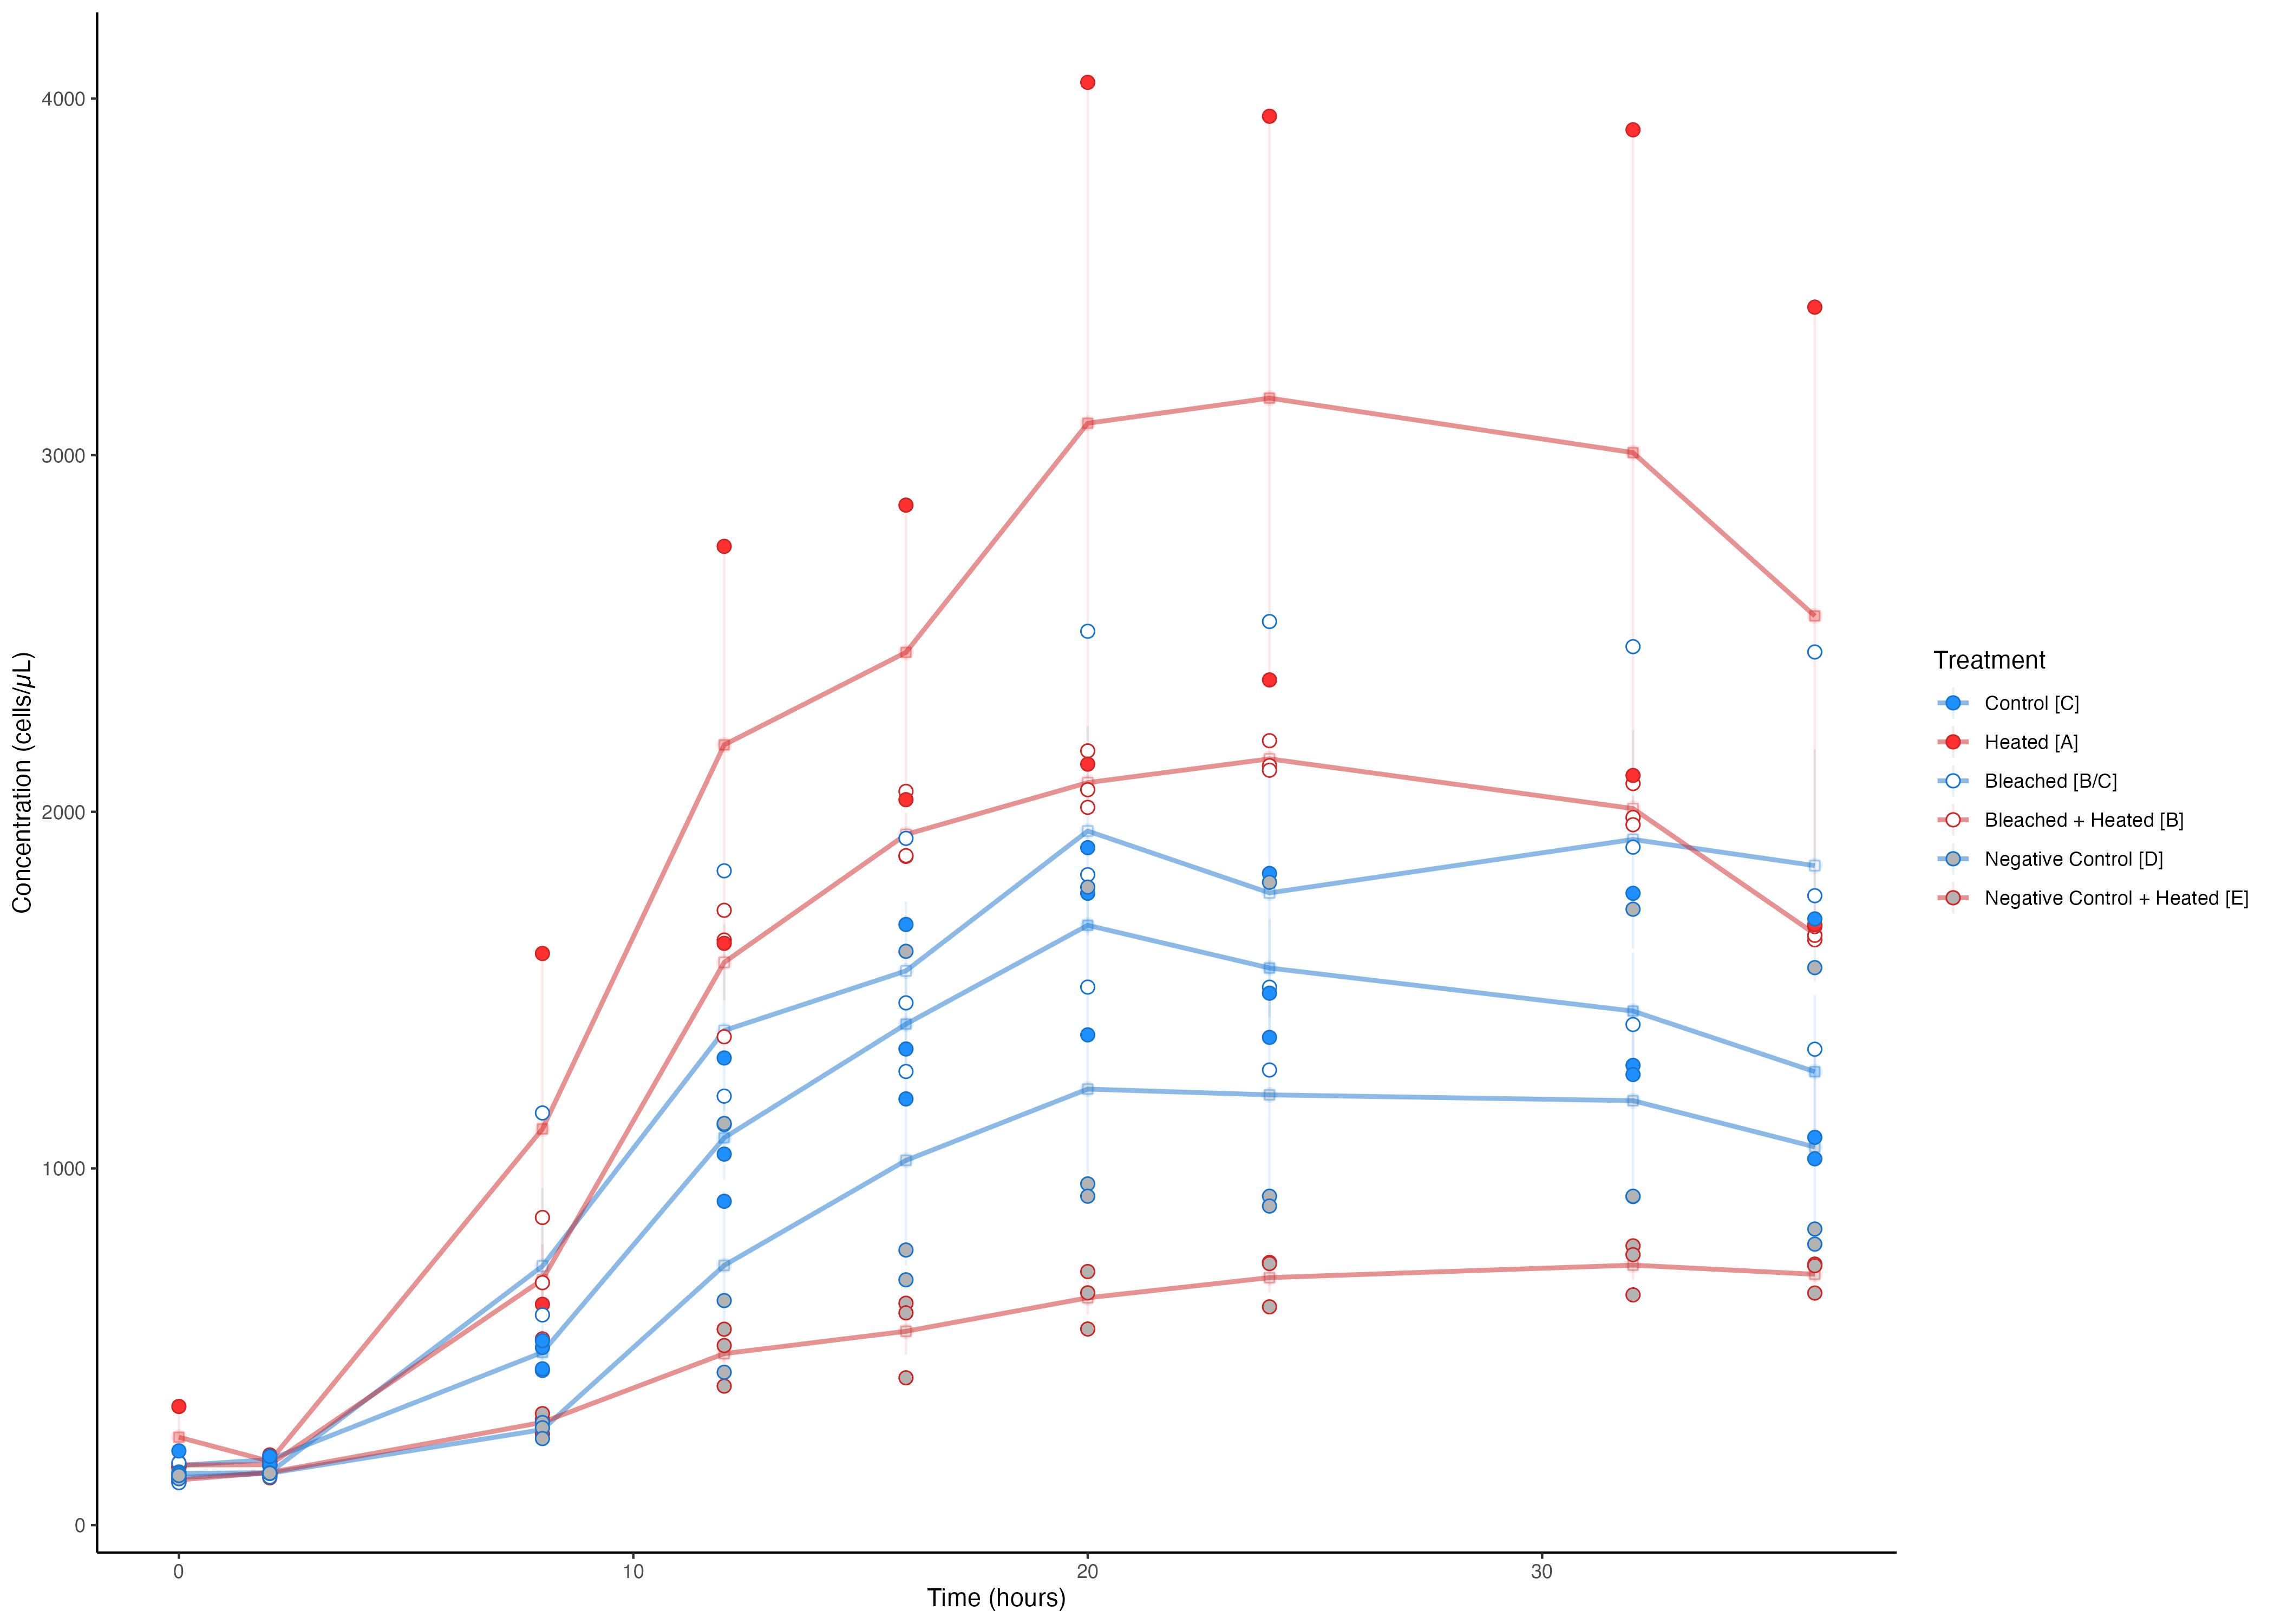 4000
3000
2000
1000
0
Concentration (cells/μL)
0
10
20
30
Time (hours)
Treatment
Control [C]
Heated [A]
Bleached [B/C]
Bleached + Heated [B]
Negative Control [D]
Negative Control + Heated [E]